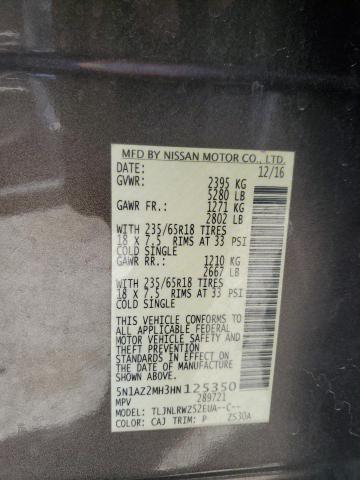 MFD BY NISSAN MOTOR CO., LTD.
DATE: 12/16
GVWR: 2395 KG
5280 LB
GAWR FR.: 1271 KG
2802 LB
WITH 235/65R18 TIRES
18 X 7.5 RIMS AT 33 PSI
COLD SINGLE
GAWR RR.: 1210 KG
2667 LB
WITH 235/65R18 TIRES
18 X 7.5 RIMS AT 33 PSI
COLD SINGLE
THIS VEHICLE CONFORMS TO
ALL APPLICABLE FEDERAL
MOTOR VEHICLE SAFETY AND
THEFT PREVENTION
STANDARDS IN EFFECT ON
THE DATE OF MANUFACTURE
SHOWN ABOVE.
5N1AZ2MH3HN125350
MPV 289721
MODEL: TLJNLRWZ52EUA--C--
COLOR: CAJ TRIM: P Z530A